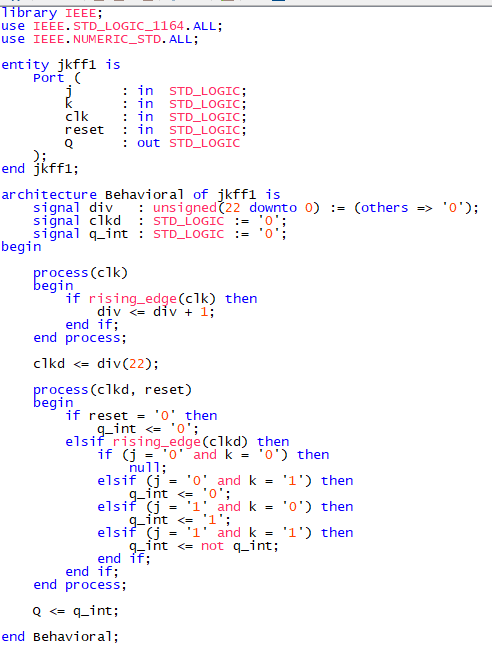 library IEEE;
use IEEE.STD_LOGIC_1164.ALL;
use IEEE.NUMERIC_STD.ALL;

entity jkff1 is
    Port (
        j      : in  STD_LOGIC;
        k      : in  STD_LOGIC;
        clk    : in  STD_LOGIC;
        reset  : in  STD_LOGIC;
        Q      : out STD_LOGIC
    );
end jkff1;

architecture Behavioral of jkff1 is
    signal div   : unsigned(22 downto 0) := (others => '0');
    signal clkd  : STD_LOGIC := '0';
    signal q_int : STD_LOGIC := '0';
begin

    process(clk)
    begin
        if rising_edge(clk) then
            div <= div + 1;
        end if;
    end process;

    clkd <= div(22);

    process(clkd, reset)
    begin
        if reset = '0' then
            q_int <= '0';
        elsif rising_edge(clkd) then
            if (j = '0' and k = '0') then
                null;
            elsif (j = '0' and k = '1') then
                q_int <= '0';
            elsif (j = '1' and k = '0') then
                q_int <= '1';
            elsif (j = '1' and k = '1') then
                q_int <= not q_int;
            end if;
        end if;
    end process;

    Q <= q_int;

end Behavioral;